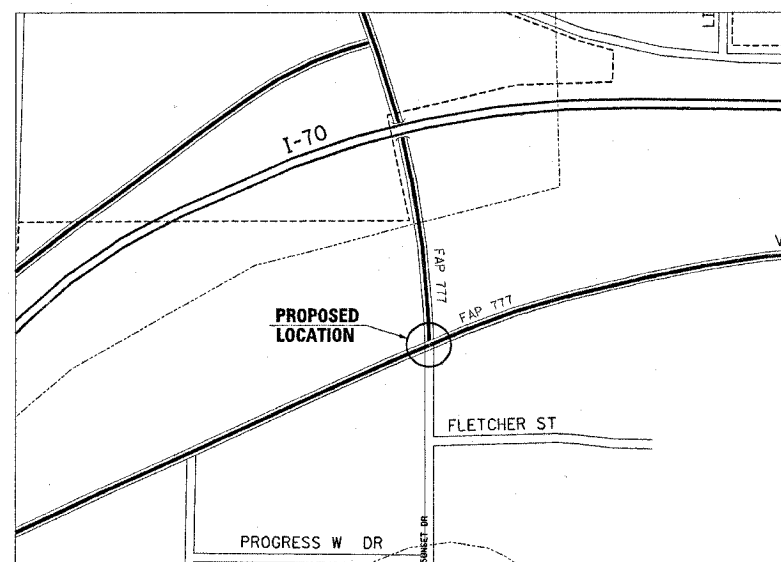 I-70
FAP 777
FAP 777
PROPOSED
LOCATION
FLETCHER ST
PROGRESS W DR
SUNSET DR